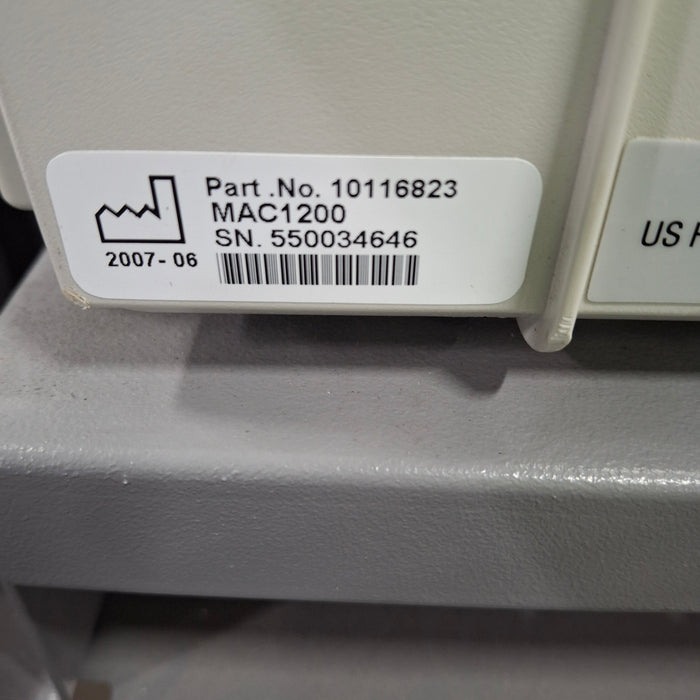 Part .No. 10116823
MAC1200
SN. 550034646
2007- 06
US